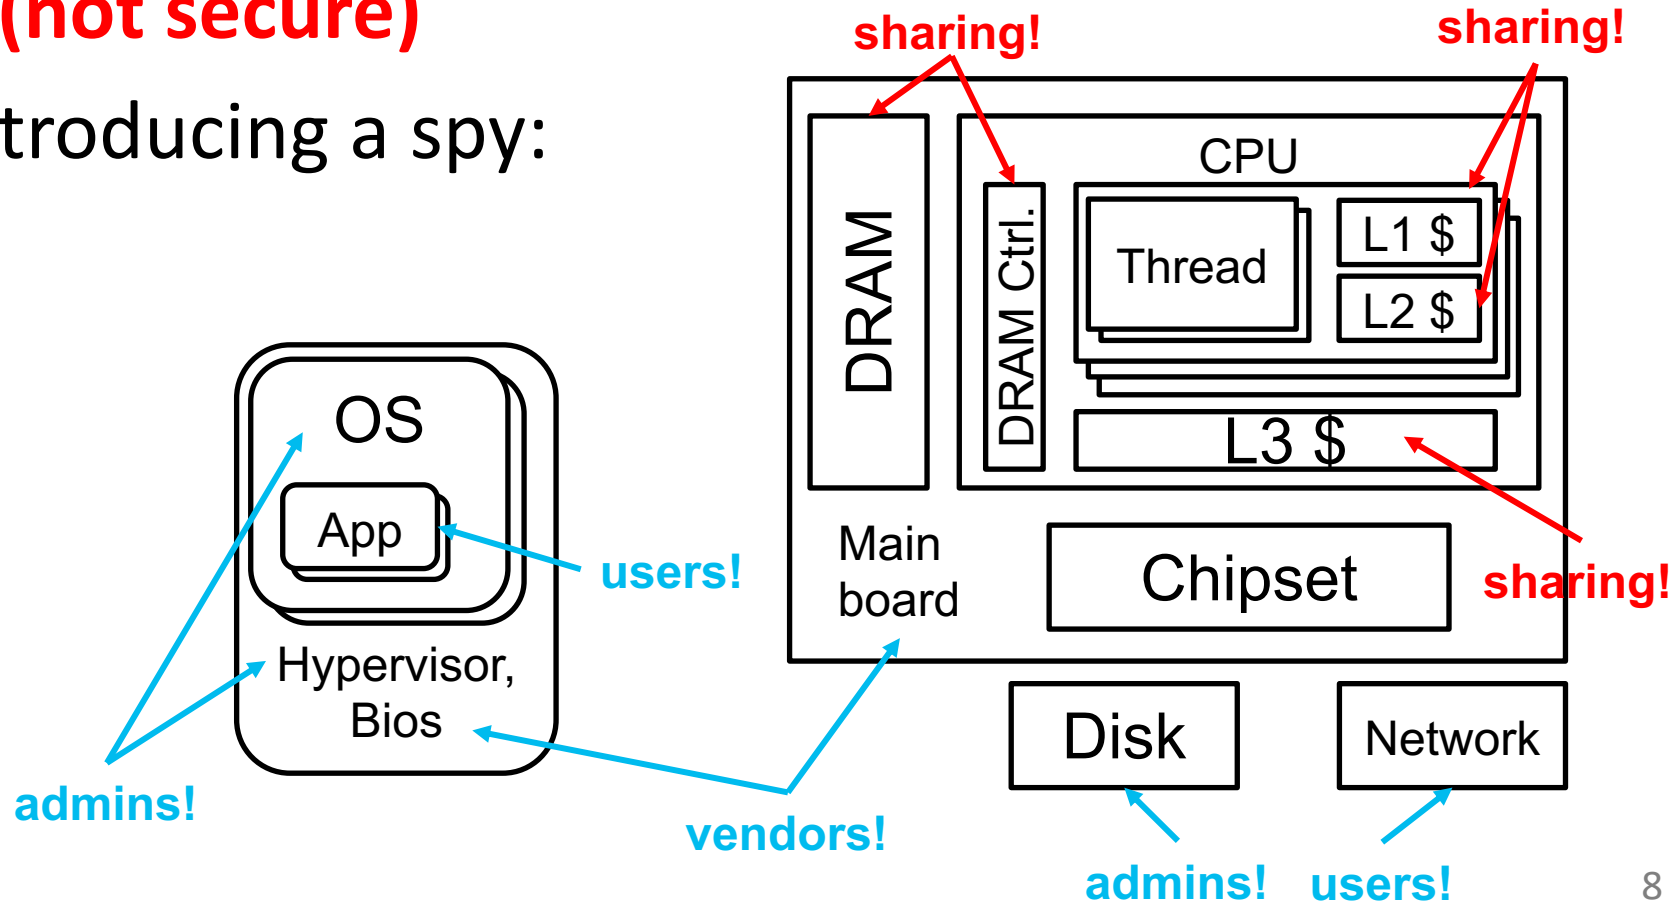 (not secure)
troducing a spy:
sharing!
sharing!
CPU
DRAM
DRAM Ctrl.
Thread
L1 $
L2 $
L3 $
OS
App
users!
Main
board
Chipset
sharing!
Hypervisor,
Bios
Disk
Network
admins!
vendors!
admins!
users!
8